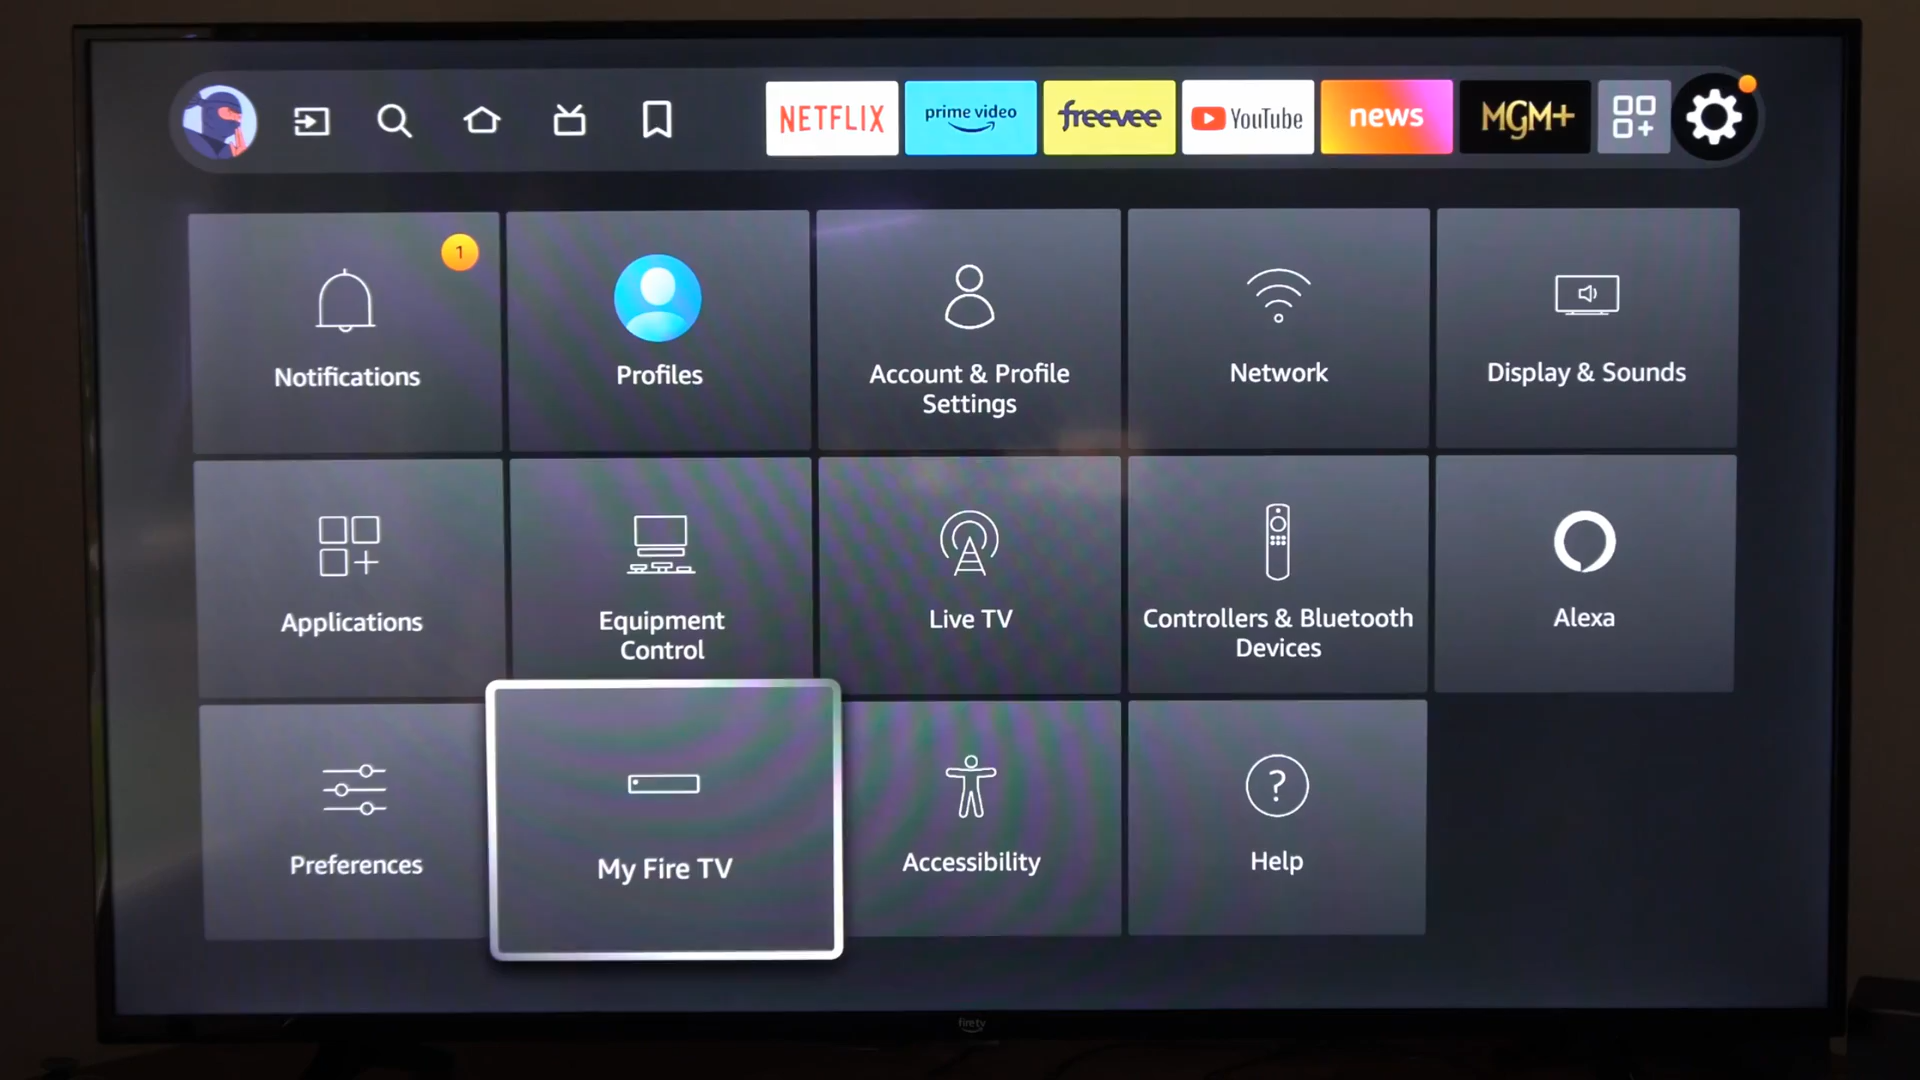 NETFLIX
prime video
freevee
YouTube
news
MGM+
1
Notifications
Profiles
Account & Profile
Settings
Network
Display & Sounds
Applications
Equipment
Control
Live TV
Controllers & Bluetooth
Devices
Alexa
Preferences
My Fire TV
Accessibility
?
Help
firetv